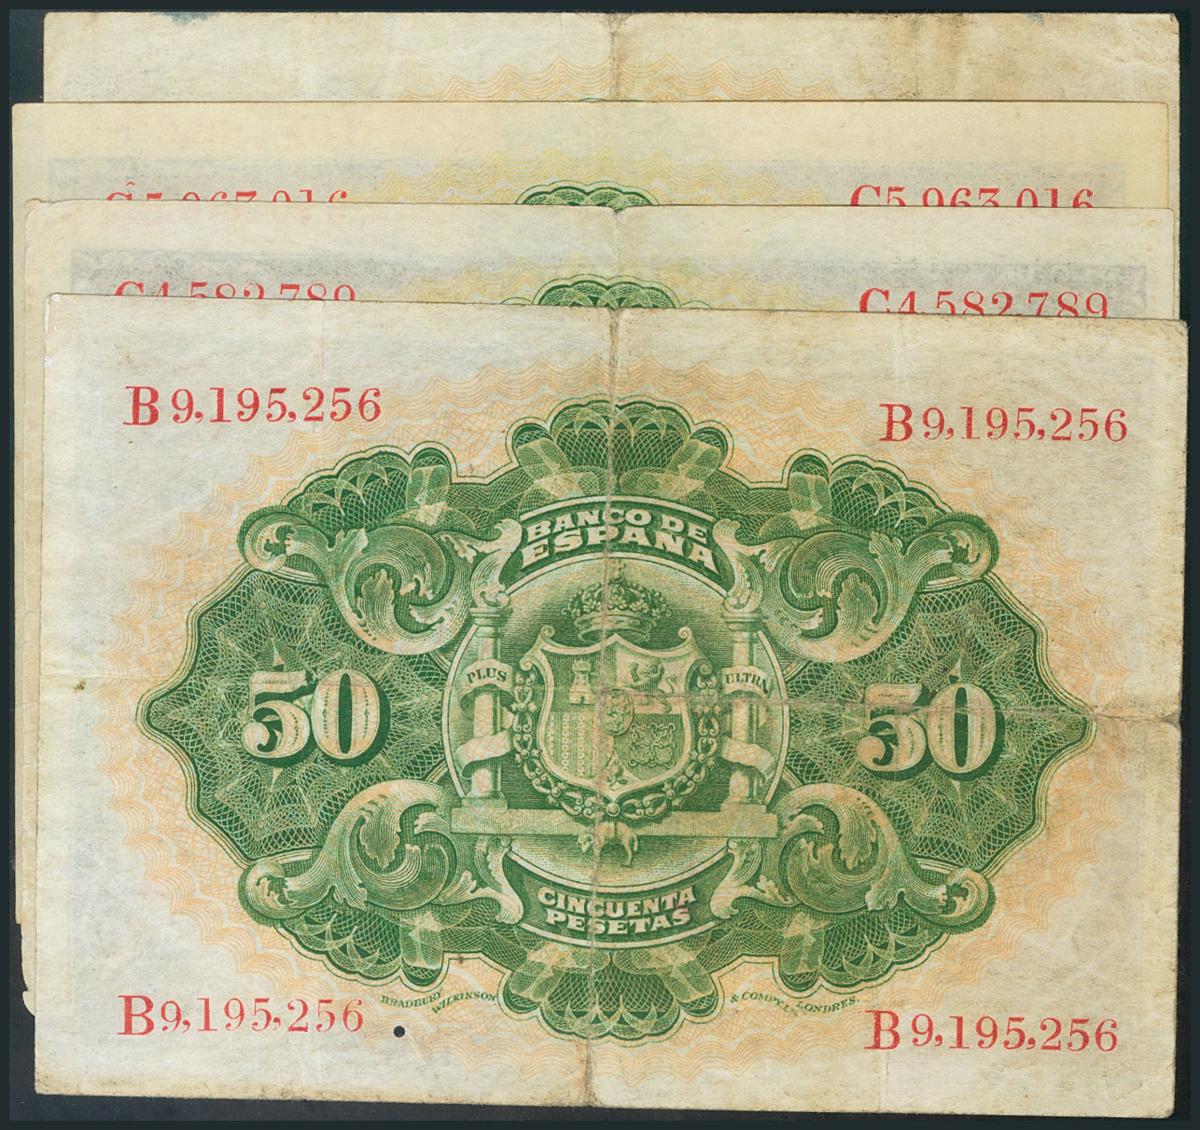 C5,963,016 C5,963,016
C4,582,789 C4,582,789
B9,195,256 B9,195,256
BANCO DE
ESPAÑA
PLUS ULTRA
50 50
CINCUENTA
PESETAS
BRADBURY WILKINSON & COMPY LD LONDRES.
B9,195,256 B9,195,256